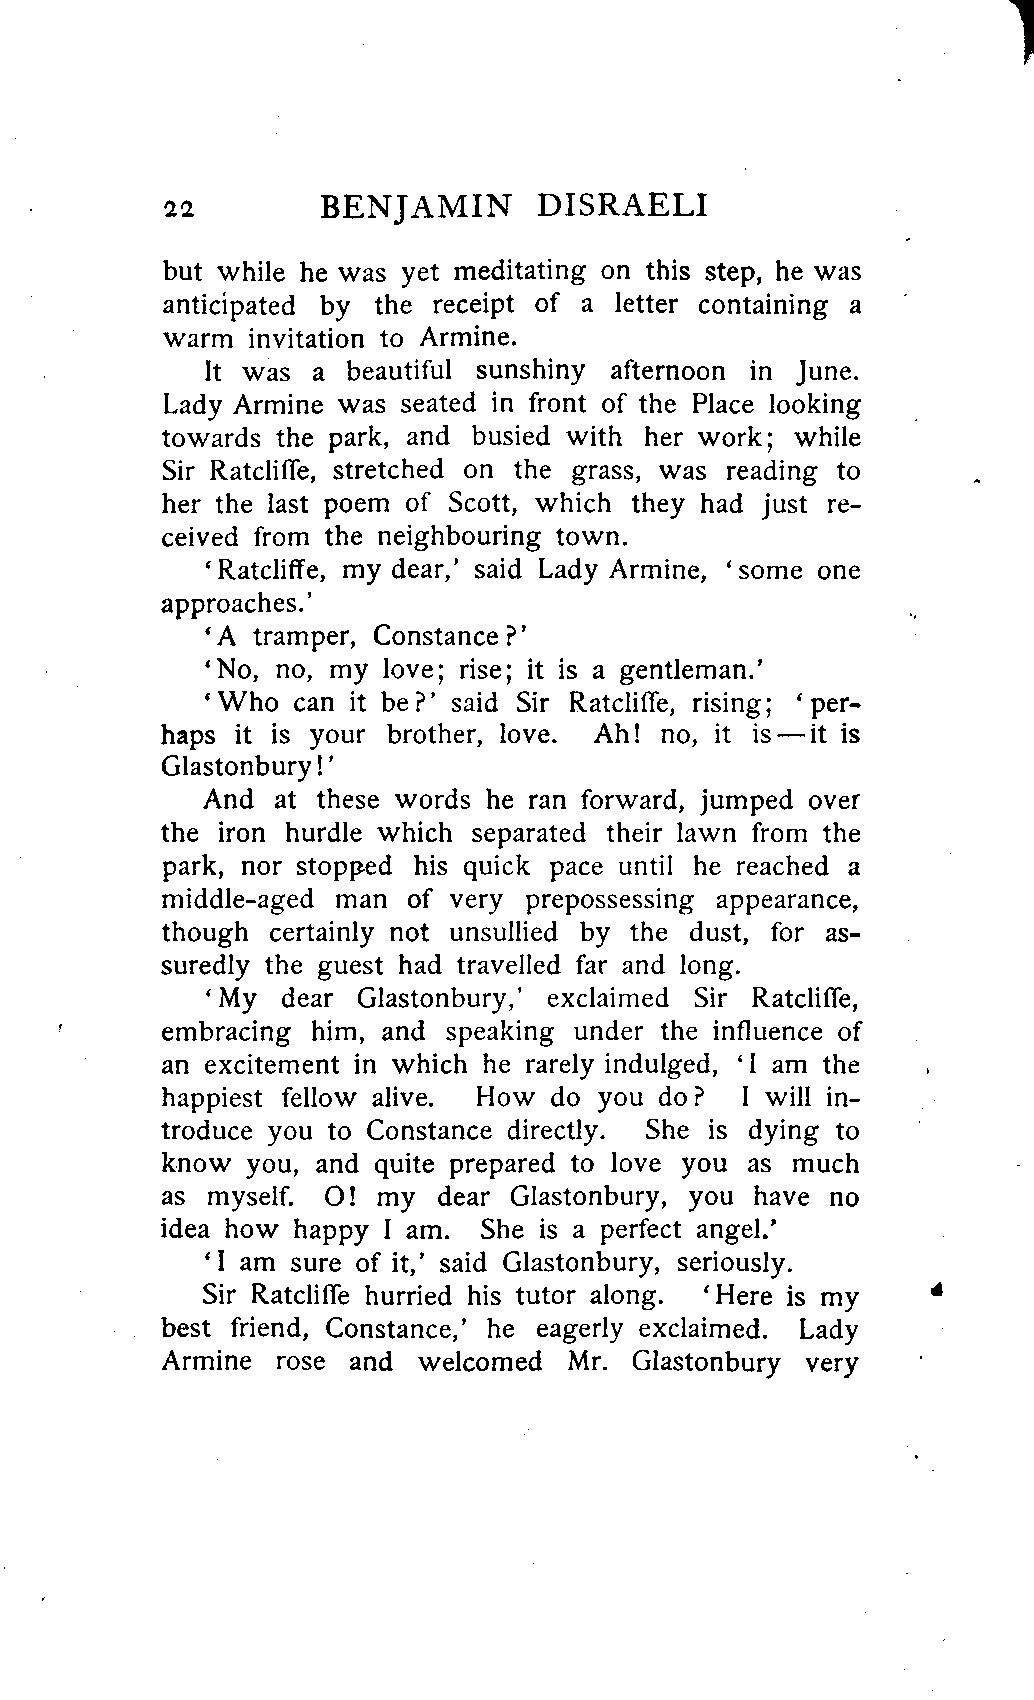 22 BENJAMIN DISRAELI
but while he was yet meditating on this step, he was
anticipated by the receipt of a letter containing a
warm invitation to Armine.
It was a beautiful sunshiny afternoon in June.
Lady Armine was seated in front of the Place looking
towards the park, and busied with her work; while
Sir Ratcliffe, stretched on the grass, was reading to
her the last poem of Scott, which they had just re-
ceived from the neighbouring town.
‘Ratcliffe, my dear,’ said Lady Armine, ‘some one
approaches.’
‘A tramper, Constance?’
‘No, no, my love; rise; it is a gentleman.’
‘Who can it be?’ said Sir Ratcliffe, rising; ‘per-
haps it is your brother, love. Ah! no, it is—it is
Glastonbury!’
And at these words he ran forward, jumped over
the iron hurdle which separated their lawn from the
park, nor stopped his quick pace until he reached a
middle-aged man of very prepossessing appearance,
though certainly not unsullied by the dust, for as-
suredly the guest had travelled far and long.
‘My dear Glastonbury,’ exclaimed Sir Ratcliffe,
embracing him, and speaking under the influence of
an excitement in which he rarely indulged, ‘I am the
happiest fellow alive. How do you do? I will in-
troduce you to Constance directly. She is dying to
know you, and quite prepared to love you as much
as myself. O! my dear Glastonbury, you have no
idea how happy I am. She is a perfect angel.’
‘I am sure of it,’ said Glastonbury, seriously.
Sir Ratcliffe hurried his tutor along. ‘Here is my
best friend, Constance,’ he eagerly exclaimed. Lady
Armine rose and welcomed Mr. Glastonbury very